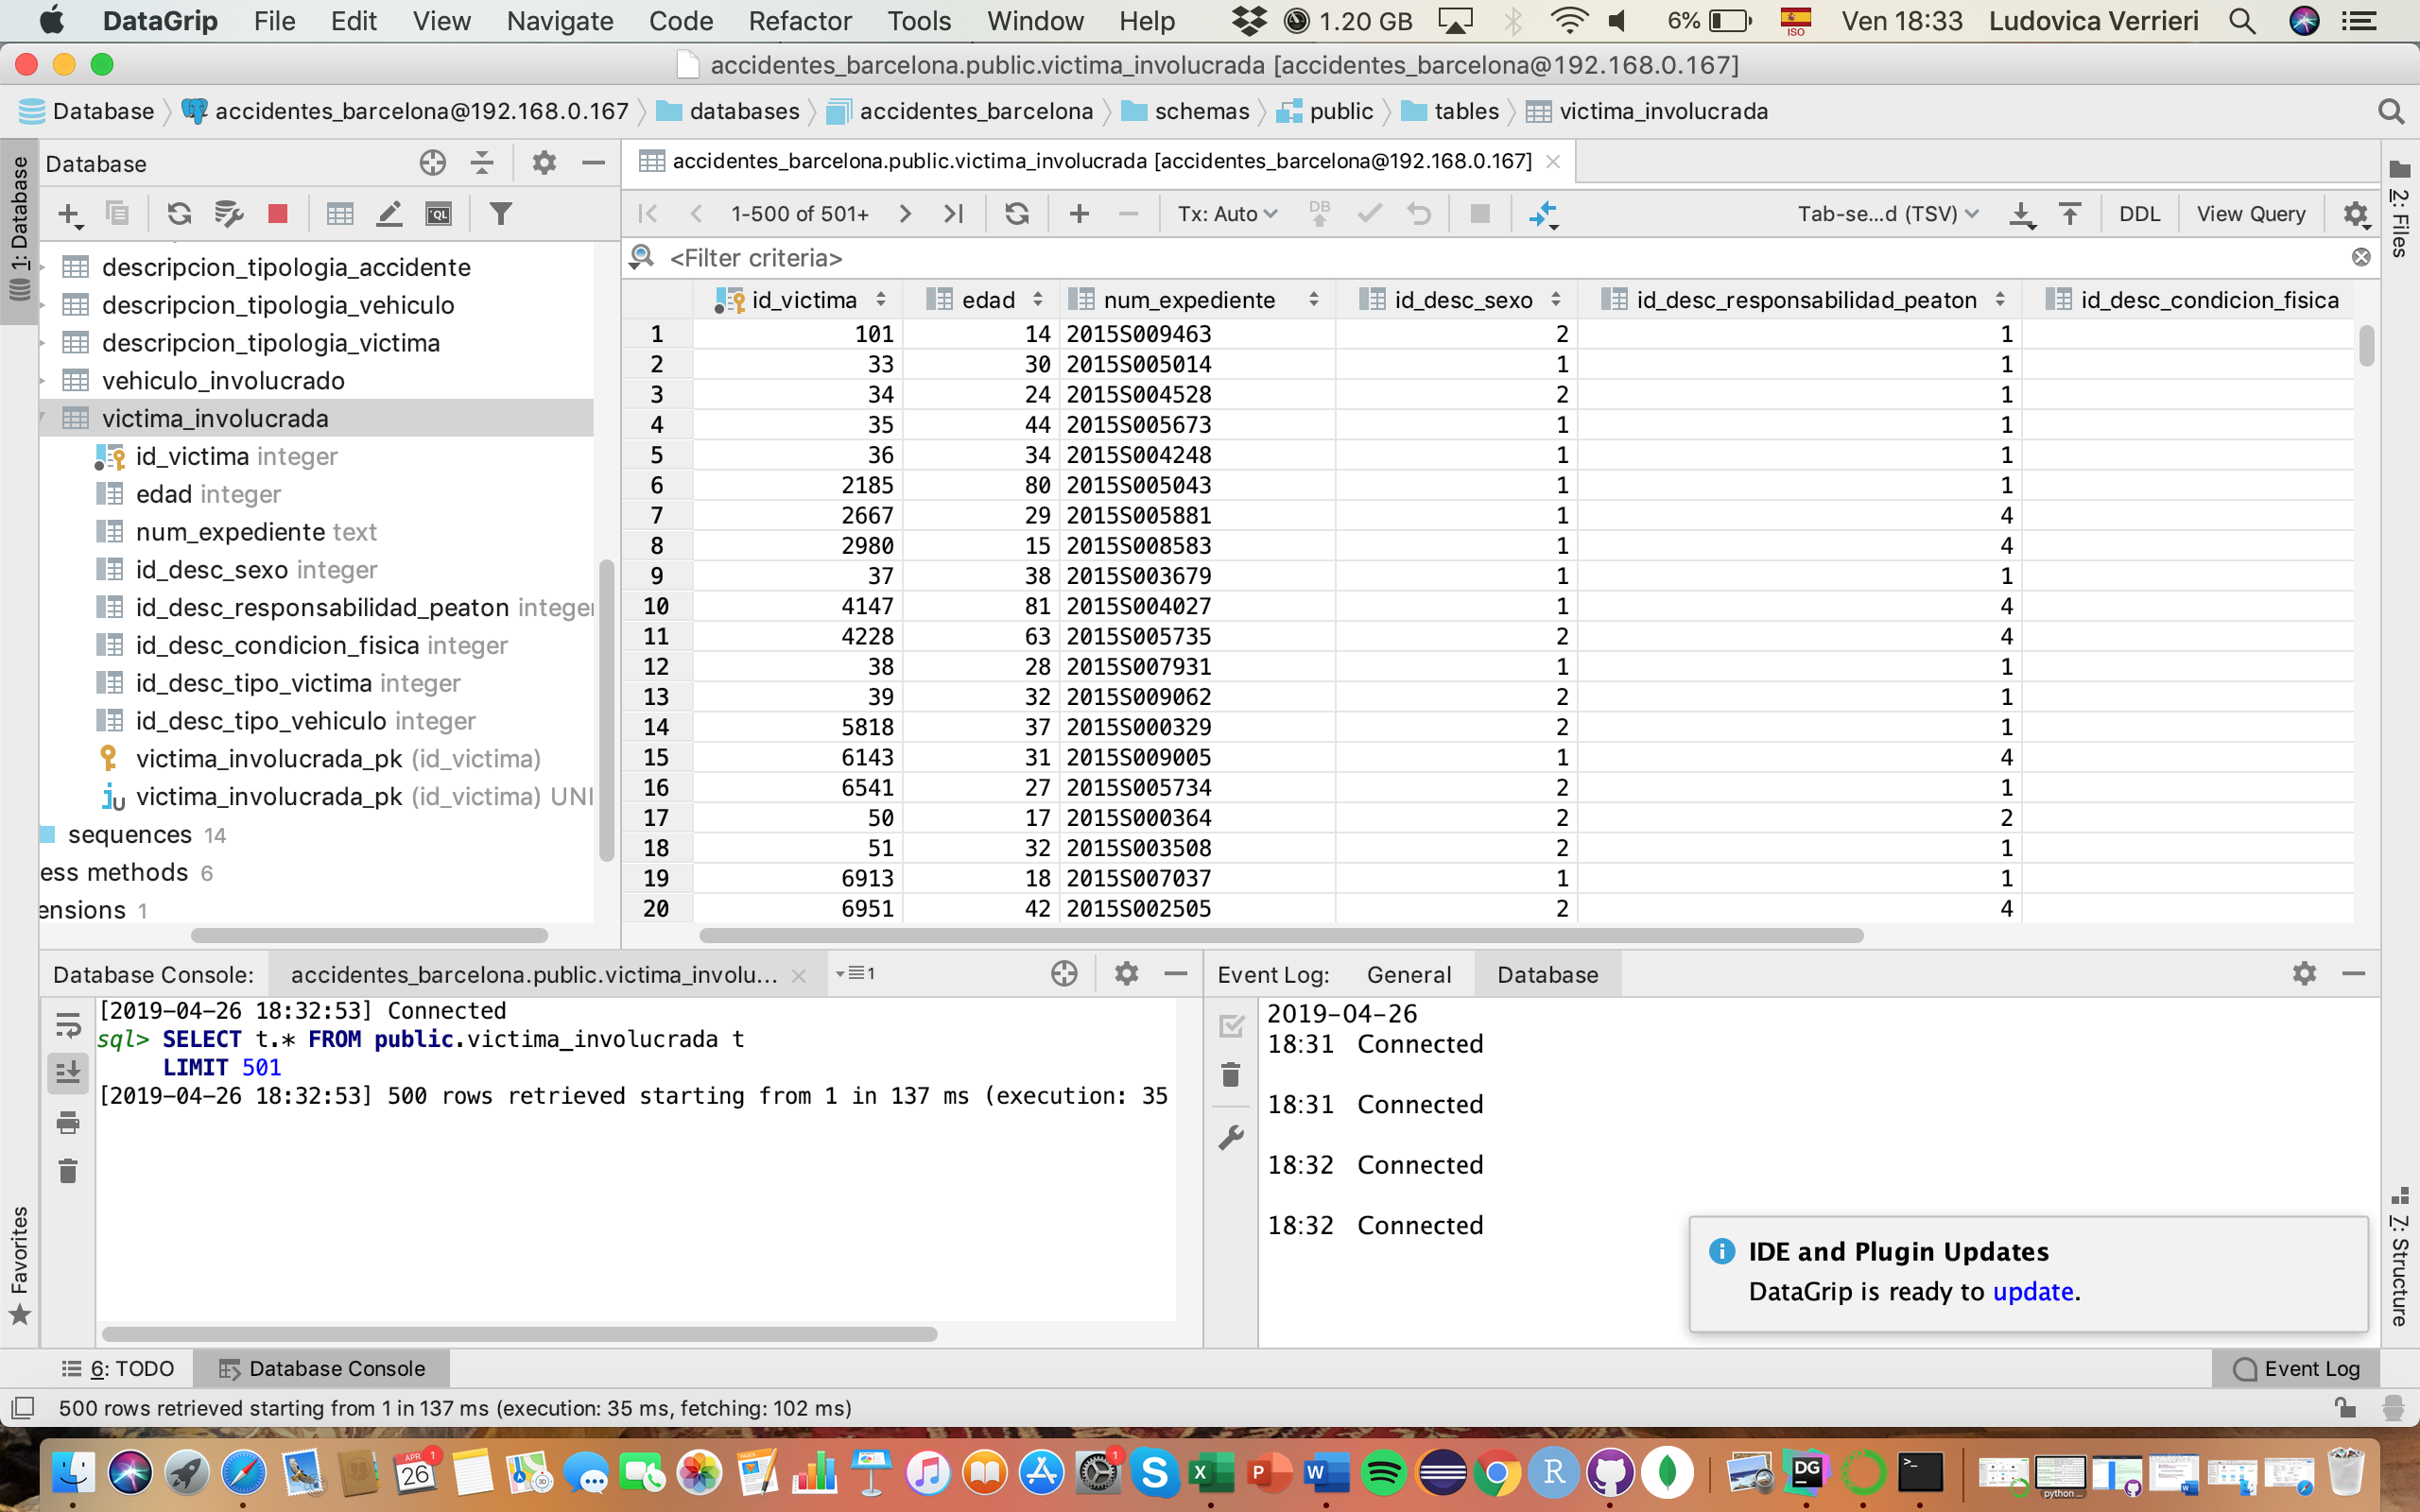 DataGrip File Edit View Navigate Code Refactor Tools Window Help 1.20 GB 6% ISO Ven 18:33 Ludovica Verrieri
accidentes_barcelona.public.victima_involucrada [accidentes_barcelona@192.168.0.167]
Database accidentes_barcelona@192.168.0.167 databases accidentes_barcelona schemas public tables victima_involucrada
1: Database
Favorites
Database
QL
descripcion_tipologia_accidente
descripcion_tipologia_vehiculo
descripcion_tipologia_victima
vehiculo_involucrado
victima_involucrada
id_victima integer
edad integer
num_expediente text
id_desc_sexo integer
id_desc_responsabilidad_peaton integer
id_desc_condicion_fisica integer
id_desc_tipo_victima integer
id_desc_tipo_vehiculo integer
victima_involucrada_pk (id_victima)
victima_involucrada_pk (id_victima) UNI
sequences 14
ess methods 6
ensions 1
accidentes_barcelona.public.victima_involucrada [accidentes_barcelona@192.168.0.167]
1-500 of 501+ Tx: Auto DB Tab-se...d (TSV) DDL View Query
<Filter criteria>
id_victima edad num_expediente id_desc_sexo id_desc_responsabilidad_peaton id_desc_condicion_fisica
1 101 14 2015S009463 2 1
2 33 30 2015S005014 1 1
3 34 24 2015S004528 2 1
4 35 44 2015S005673 1 1
5 36 34 2015S004248 1 1
6 2185 80 2015S005043 1 1
7 2667 29 2015S005881 1 4
8 2980 15 2015S008583 1 4
9 37 38 2015S003679 1 1
10 4147 81 2015S004027 1 4
11 4228 63 2015S005735 2 4
12 38 28 2015S007931 1 1
13 39 32 2015S009062 2 1
14 5818 37 2015S000329 2 1
15 6143 31 2015S009005 1 4
16 6541 27 2015S005734 2 1
17 50 17 2015S000364 2 2
18 51 32 2015S003508 2 1
19 6913 18 2015S007037 1 1
20 6951 42 2015S002505 2 4
2: Files
7: Structure
Database Console: accidentes_barcelona.public.victima_involu... 1
[2019-04-26 18:32:53] Connected
sql> SELECT t.* FROM public.victima_involucrada t
LIMIT 501
[2019-04-26 18:32:53] 500 rows retrieved starting from 1 in 137 ms (execution: 35
Event Log: General Database
2019-04-26
18:31 Connected
18:31 Connected
18:32 Connected
18:32 Connected
IDE and Plugin Updates
DataGrip is ready to update.
6: TODO Database Console Event Log
500 rows retrieved starting from 1 in 137 ms (execution: 35 ms, fetching: 102 ms)
APR 1 26 1 S X P W R DG >_ python ...